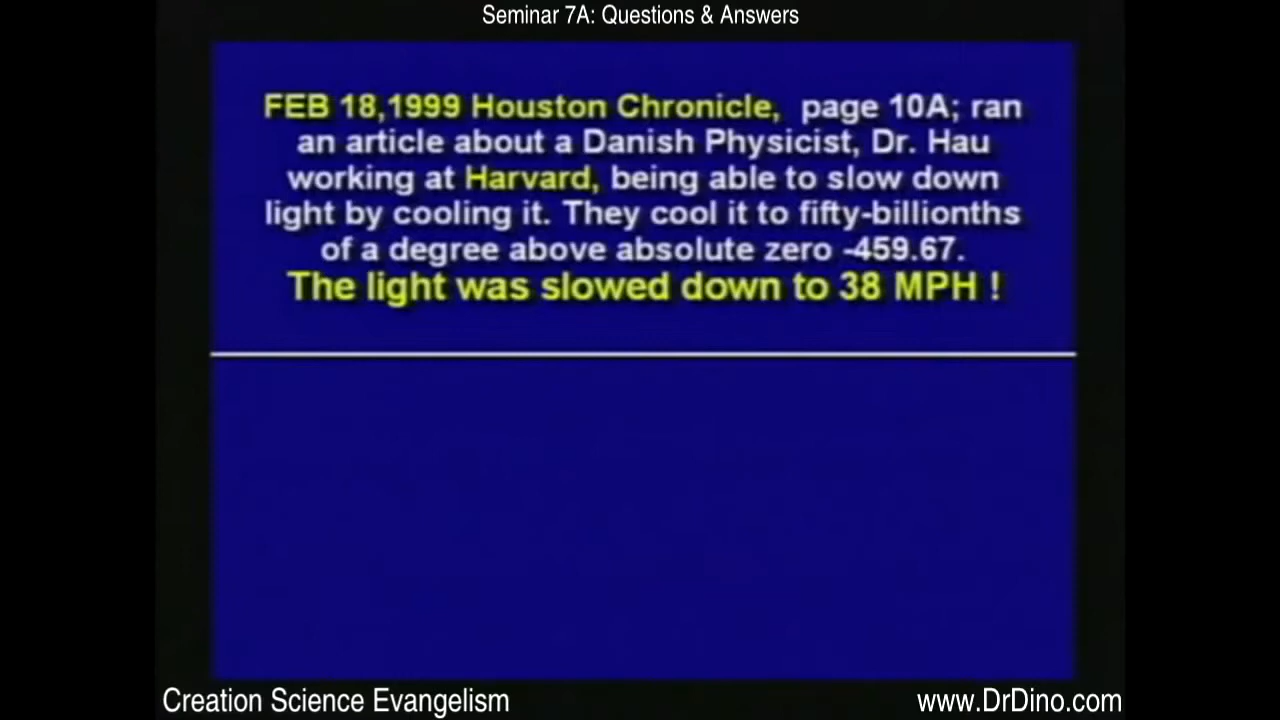 Seminar 7A: Questions & Answers
FEB 18,1999 Houston Chronicle, page 10A; ran
an article about a Danish Physicist, Dr. Hau
working at Harvard, being able to slow down
light by cooling it. They cool it to fifty-billionths
of a degree above absolute zero -459.67.
The light was slowed down to 38 MPH !
Creation Science Evangelism
www.DrDino.com